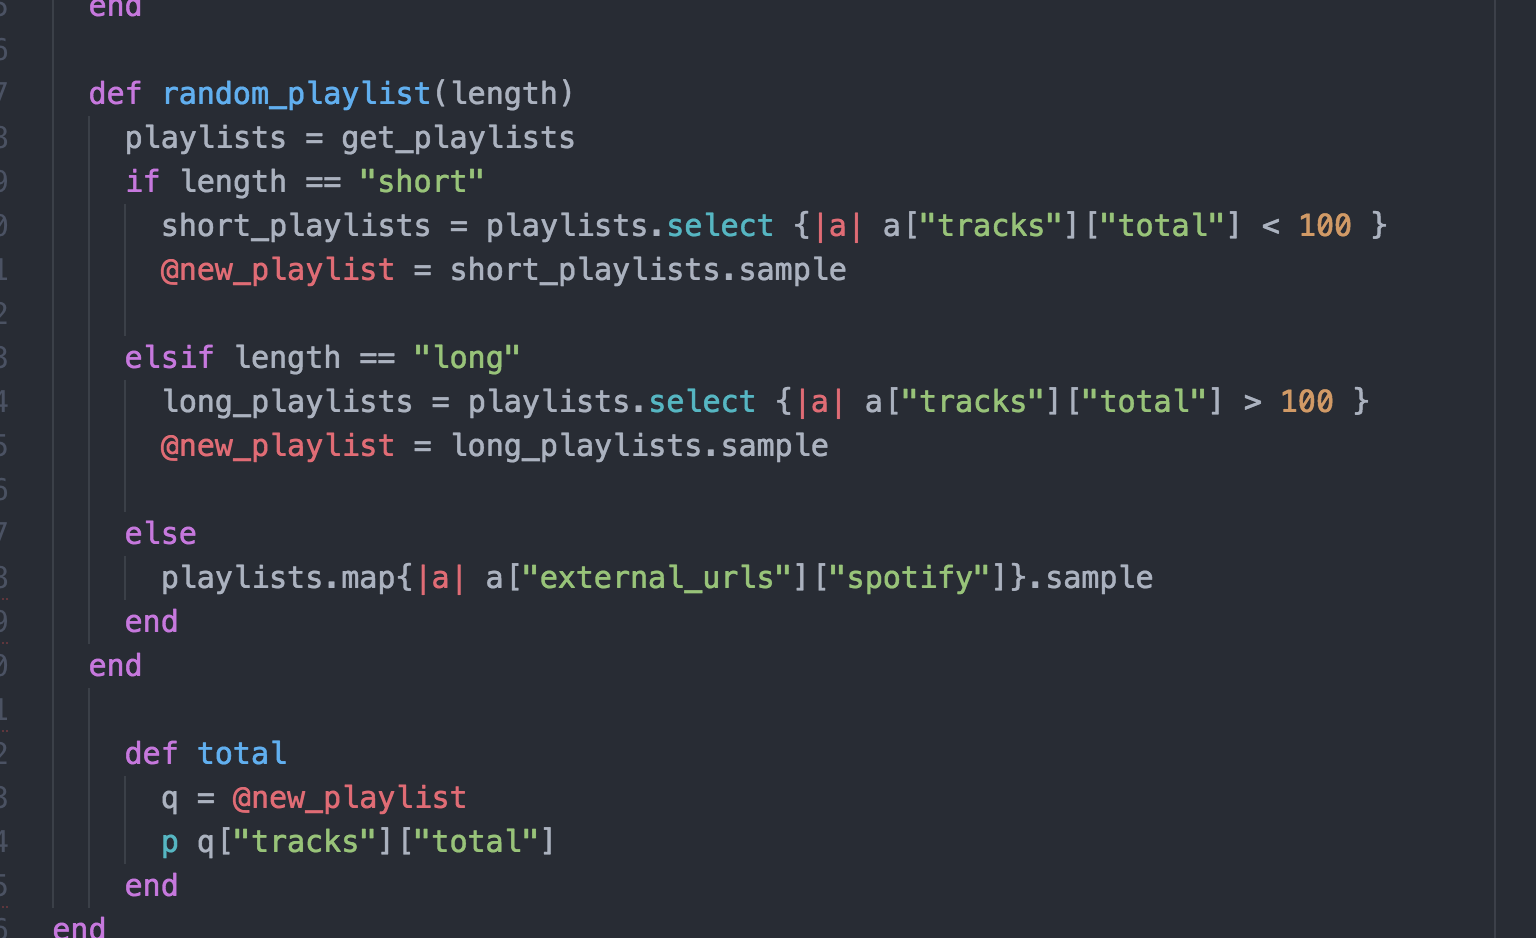 end
def random_playlist(length)
playlists = get_playlists
if length == "short"
short_playlists = playlists.select {|a| a["tracks"]["total"] < 100 }
@new_playlist = short_playlists.sample
elsif length == "long"
long_playlists = playlists.select {|a| a["tracks"]["total"] > 100 }
@new_playlist = long_playlists.sample
else
playlists.map{|a| a["external_urls"]["spotify"]}.sample
end
end
def total
q = @new_playlist
p q["tracks"]["total"]
end
end